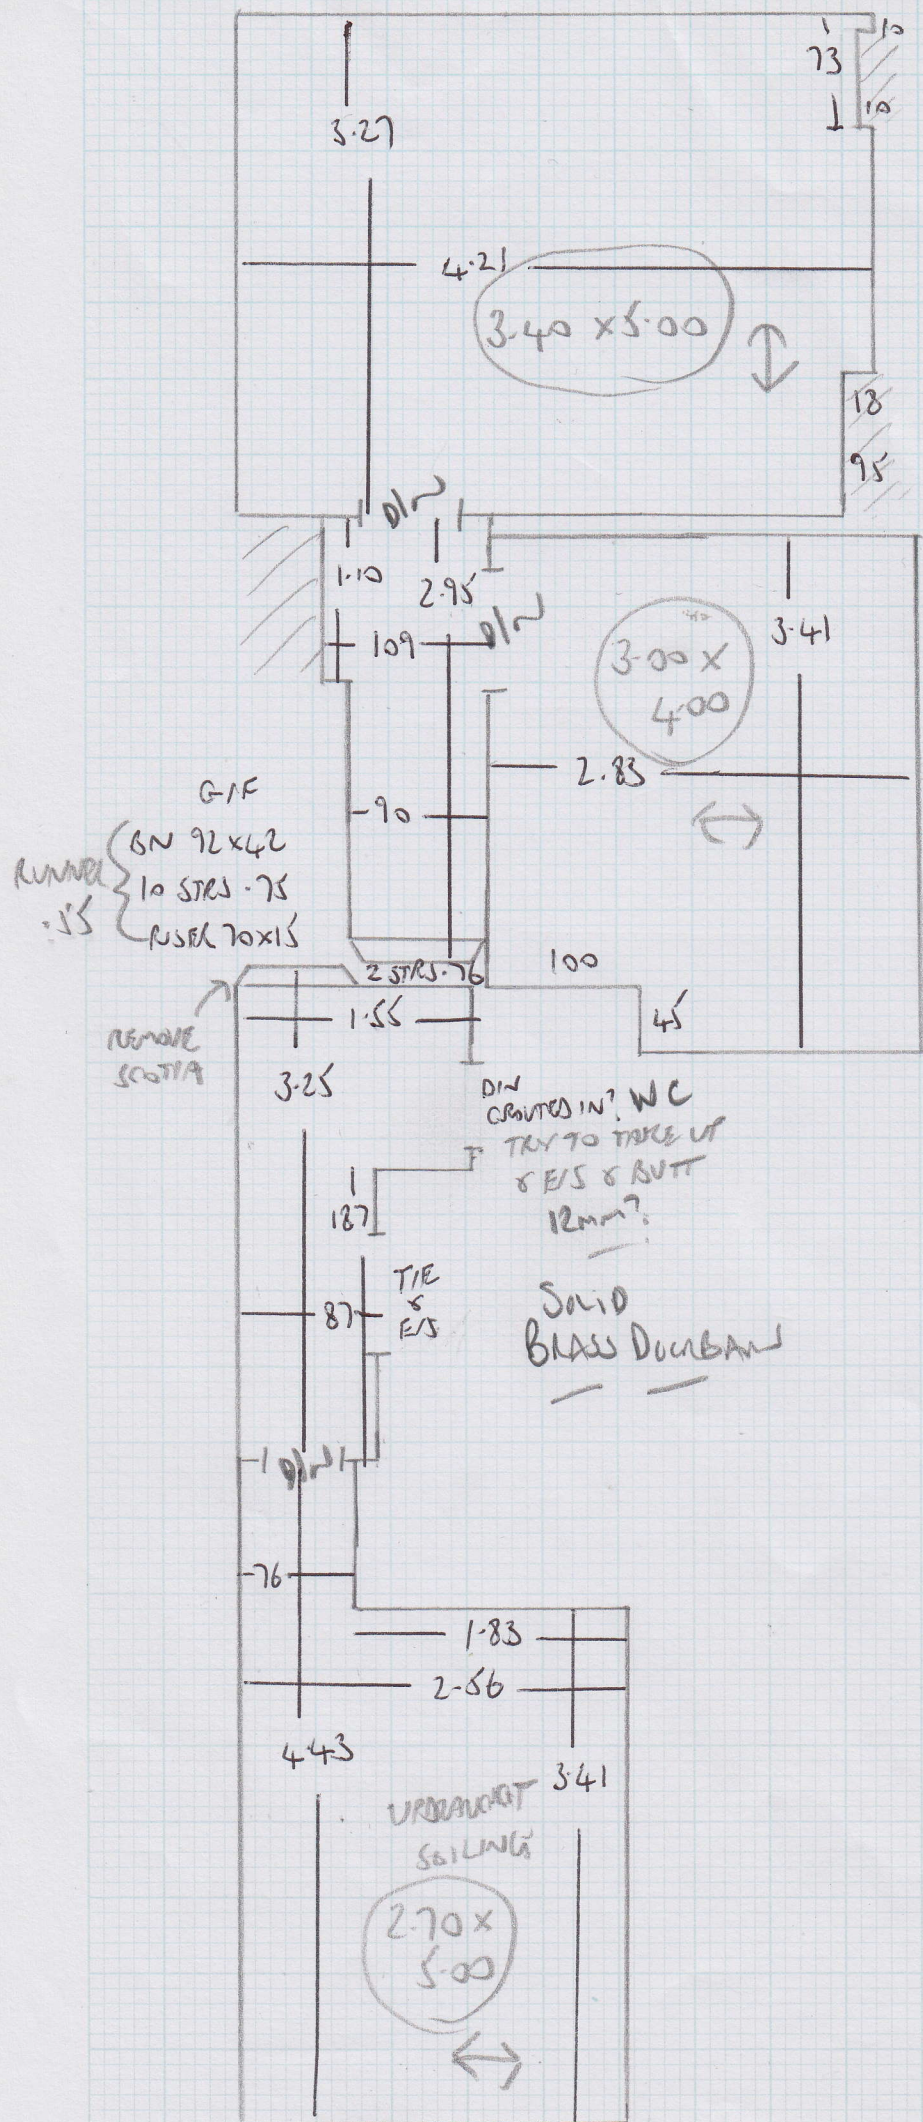 10
73
10
3.27
4.21
3.40 x 5.00
18
95
D/W
1.10
2.95
D/W
109
3.41
3.00 x
4.00
2.83
90
G/F
BN 92x42
10 STRS .75
RISER 70x15
RUNNER
.55
2 STRS .76
100
45
1.55
REMOVE
SCOTIA
3.25
D/W
GROUTED IN? WC
TRY TO TAKE UP
& E/S & BUTT
12mm?
187
T/E
&
E/S
87
SOLID
BRASS DOORBARS
D/W
76
1.83
2.56
4.43
3.41
UPDRAUGHT
SOILING
2.70 x
5.00